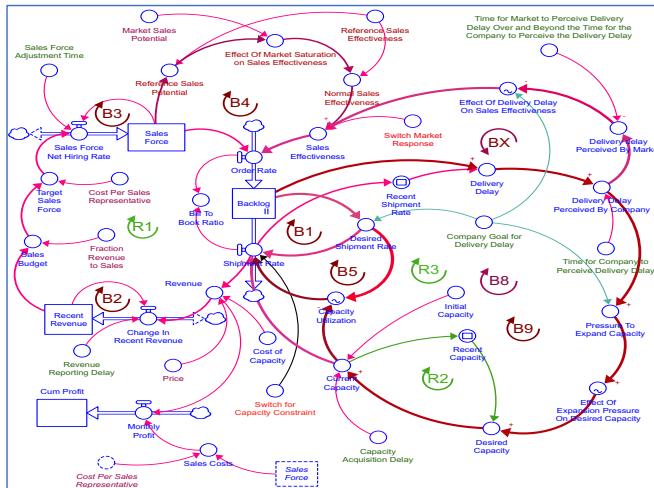 Market Sales
Potential
Reference Sales
Effectiveness
Time for Market to Perceive Delivery
Delay Over and Beyond the Time for the
Company to Perceive the Delivery Delay
Sales Force
Adjustment Time
Effect Of Market Saturation
on Sales Effectiveness
Reference Sales
Potential
Normal Sales
Effectiveness
Effect Of Delivery Delay
On Sales Effectiveness
B3
B4
Sales Force
Net Hiring Rate
Sales
Force
Sales
Effectiveness
Switch Market
Response
Delivery Delay
Perceived By Mark
BX
Order Rate
Delivery
Delay
Target
Sales
Force
Cost Per Sales
Representative
Backlog
II
Recent
Shipment
Rate
Delivery Delay
Perceived By Company
Bill To
Book Ratio
R1
B1
Desired
Shipment Rate
Company Goal for
Delivery Delay
Sales
Budget
Fraction
Revenue
to Sales
Shipment Rate
B5
R3
B8
Time for Company to
Perceive Delivery Delay
Revenue
Recent
Revenue
B2
Change In
Recent Revenue
Capacity
Utilization
Initial
Capacity
B9
Pressure To
Expand Capacity
Revenue
Reporting Delay
Price
Cost of
Capacity
Recent
Capacity
R2
Current
Capacity
Cum Profit
Switch for
Capacity Constraint
Effect Of
Expansion Pressure
On Desired Capacity
Monthly
Profit
Desired
Capacity
Capacity
Acquisition Delay
Sales Costs
Cost Per Sales
Representative
Sales
Force